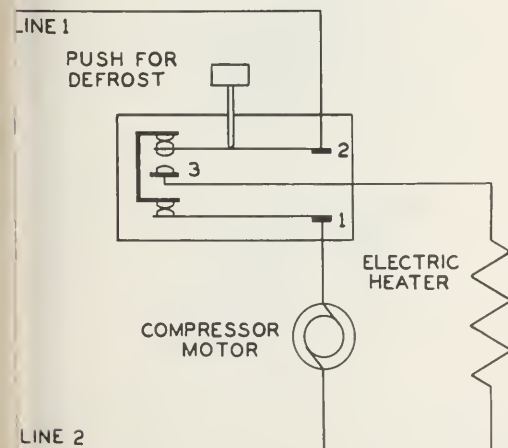 LINE 1
PUSH FOR
DEFROST
2
3
1
ELECTRIC
HEATER
COMPRESSOR
MOTOR
LINE 2